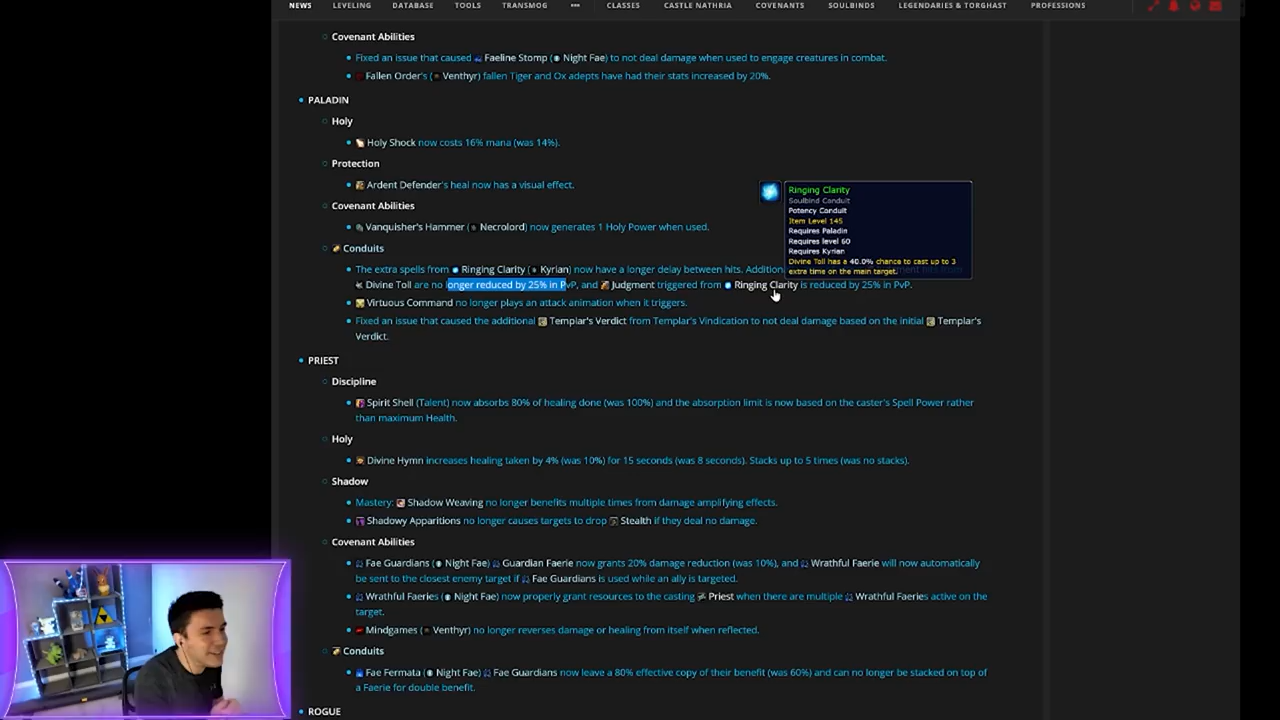 NEWS LEVELING DATABASE TOOLS TRANSMOG ••• CLASSES CASTLE NATHRIA COVENANTS SOULBINDS LEGENDARIES & TORGHAST PROFESSIONS
Covenant Abilities
Fixed an issue that caused Faeline Stomp (Night Fae) to not deal damage when used to engage creatures in combat.
Fallen Order's (Venthyr) fallen Tiger and Ox adepts have had their stats increased by 20%.
PALADIN
Holy
Holy Shock now costs 16% mana (was 14%).
Protection
Ardent Defender's heal now has a visual effect.
Covenant Abilities
Vanquisher's Hammer (Necrolord) now generates 1 Holy Power when used.
Conduits
The extra spells from Ringing Clarity (Kyrian) now have a longer delay between hits. Addition
Divine Toll are no longer reduced by 25% in PvP, and Judgment triggered from Ringing Clarity is reduced by 25% in PvP.
Virtuous Command no longer plays an attack animation when it triggers.
Fixed an issue that caused the additional Templar's Verdict from Templar's Vindication to not deal damage based on the initial Templar's
Verdict.
Ringing Clarity
Soulbind Conduit
Potency Conduit
Item Level 145
Requires Paladin
Requires level 60
Requires Kyrian
Divine Toll has a 40.0% chance to cast up to 3
extra time on the main target.
PRIEST
Discipline
Spirit Shell (Talent) now absorbs 80% of healing done (was 100%) and the absorption limit is now based on the caster's Spell Power rather
than maximum Health.
Holy
Divine Hymn increases healing taken by 4% (was 10%) for 15 seconds (was 8 seconds). Stacks up to 5 times (was no stacks).
Shadow
Mastery: Shadow Weaving no longer benefits multiple times from damage amplifying effects.
Shadowy Apparitions no longer causes targets to drop Stealth if they deal no damage.
Covenant Abilities
Fae Guardians (Night Fae) Guardian Faerie now grants 20% damage reduction (was 10%), and Wrathful Faerie will now automatically
be sent to the closest enemy target if Fae Guardians is used while an ally is targeted.
Wrathful Faeries (Night Fae) now properly grant resources to the casting Priest when there are multiple Wrathful Faeries active on the
target.
Mindgames (Venthyr) no longer reverses damage or healing from itself when reflected.
Conduits
Fae Fermata (Night Fae) Fae Guardians now leave a 80% effective copy of their benefit (was 60%) and can no longer be stacked on top of
a Faerie for double benefit.
ROGUE